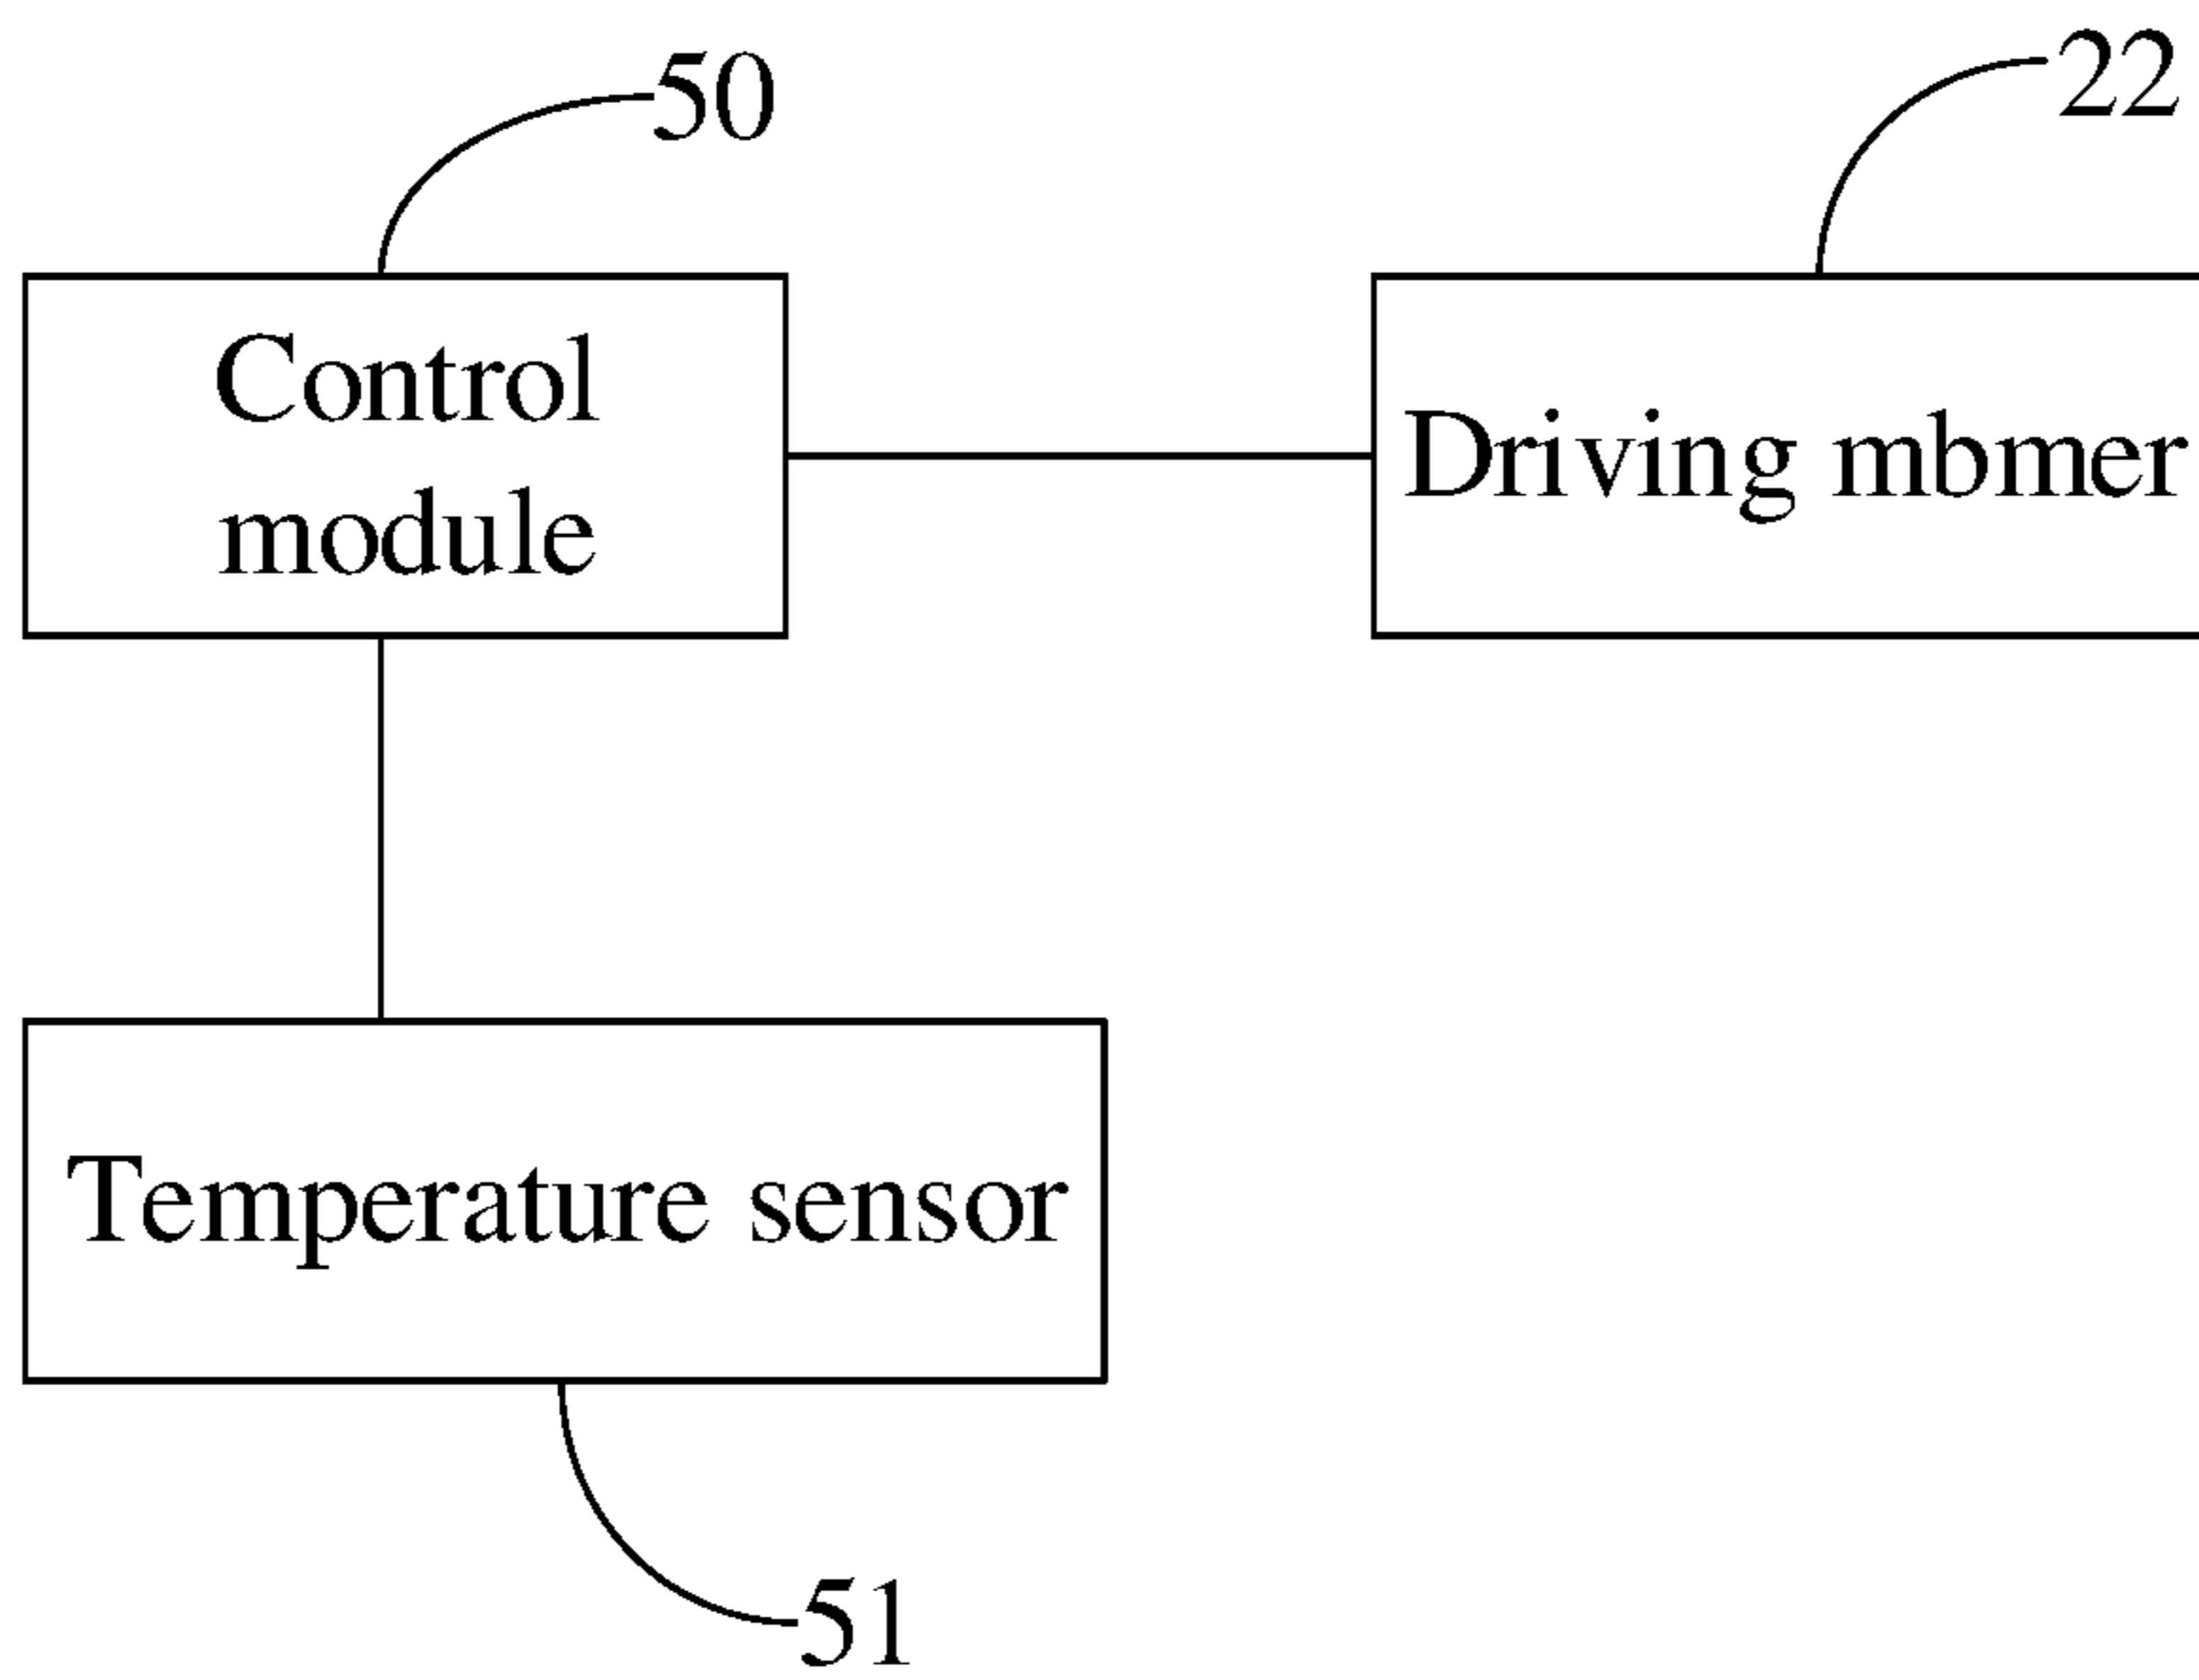 50
22
Control
module
Driving mbmer
Temperature sensor
51